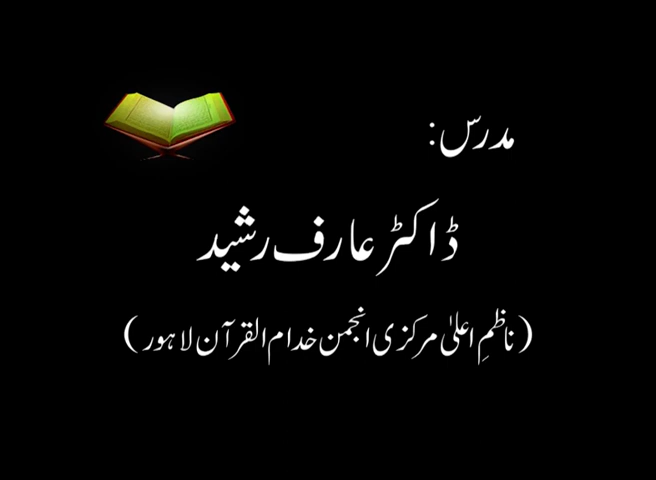 مدرس:
ڈاکٹر عارف رشید
(ناظمِ اعلیٰ مرکزی انجمن خدام القرآن لاہور)